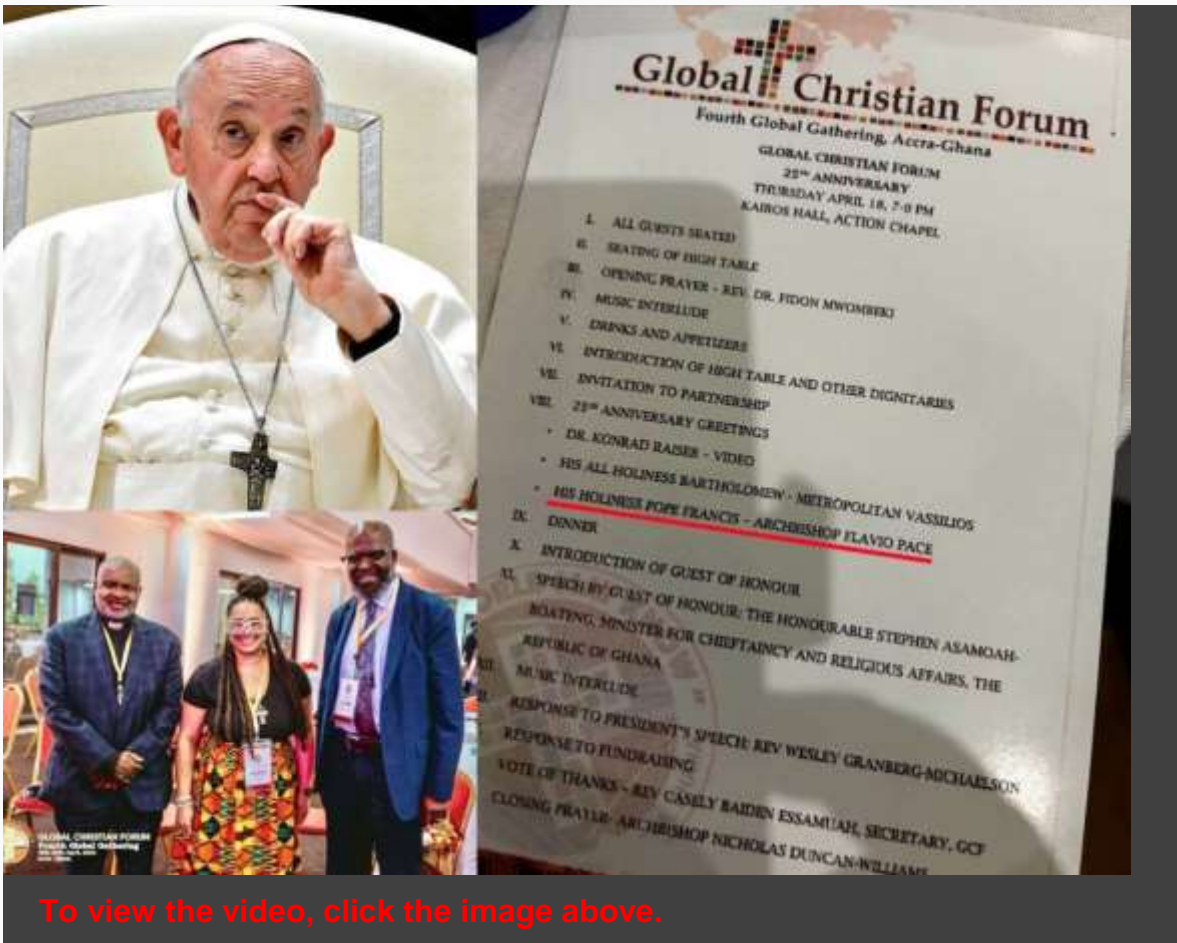 Global Christian Forum
Fourth Global Gathering, Accra-Ghana
GLOBAL CHRISTIAN FORUM
25TH ANNIVERSARY
THURSDAY APRIL 18, 7-9 PM
KAIROS HALL, ACTION CHAPEL
I. ALL GUESTS SEATED
II. SEATING OF HIGH TABLE
III. OPENING PRAYER - REV. DR. FIDON MWOMBEKI
IV. MUSIC INTERLUDE
V. DRINKS AND APPETIZERS
VI. INTRODUCTION OF HIGH TABLE AND OTHER DIGNITARIES
VII. INVITATION TO PARTNERSHIP
VIII. 25TH ANNIVERSARY GREETINGS
• DR. KONRAD RAISER - VIDEO
• HIS ALL HOLINESS BARTHOLOMEW - METROPOLITAN VASSILIOS
• HIS HOLINESS POPE FRANCIS - ARCHBISHOP FLAVIO PACE
IX. DINNER
X. INTRODUCTION OF GUEST OF HONOUR
XI. SPEECH BY GUEST OF HONOUR: THE HONOURABLE STEPHEN ASAMOAH-
BOATENG, MINISTER FOR CHIEFTAINCY AND RELIGIOUS AFFAIRS, THE
REPUBLIC OF GHANA
MUSIC INTERLUDE
RESPONSE TO PRESIDENT'S SPEECH: REV WESLEY GRANBERG-MICHAELSON
RESPONSE TO FUNDRAISING
VOTE OF THANKS - REV CASELY BAIDEN ESSAMUAH, SECRETARY, GCF
CLOSING PRAYER- ARCHBISHOP NICHOLAS DUNCAN-WILLIAMS
GLOBAL CHRISTIAN FORUM
Fourth Global Gathering
To view the video, click the image above.